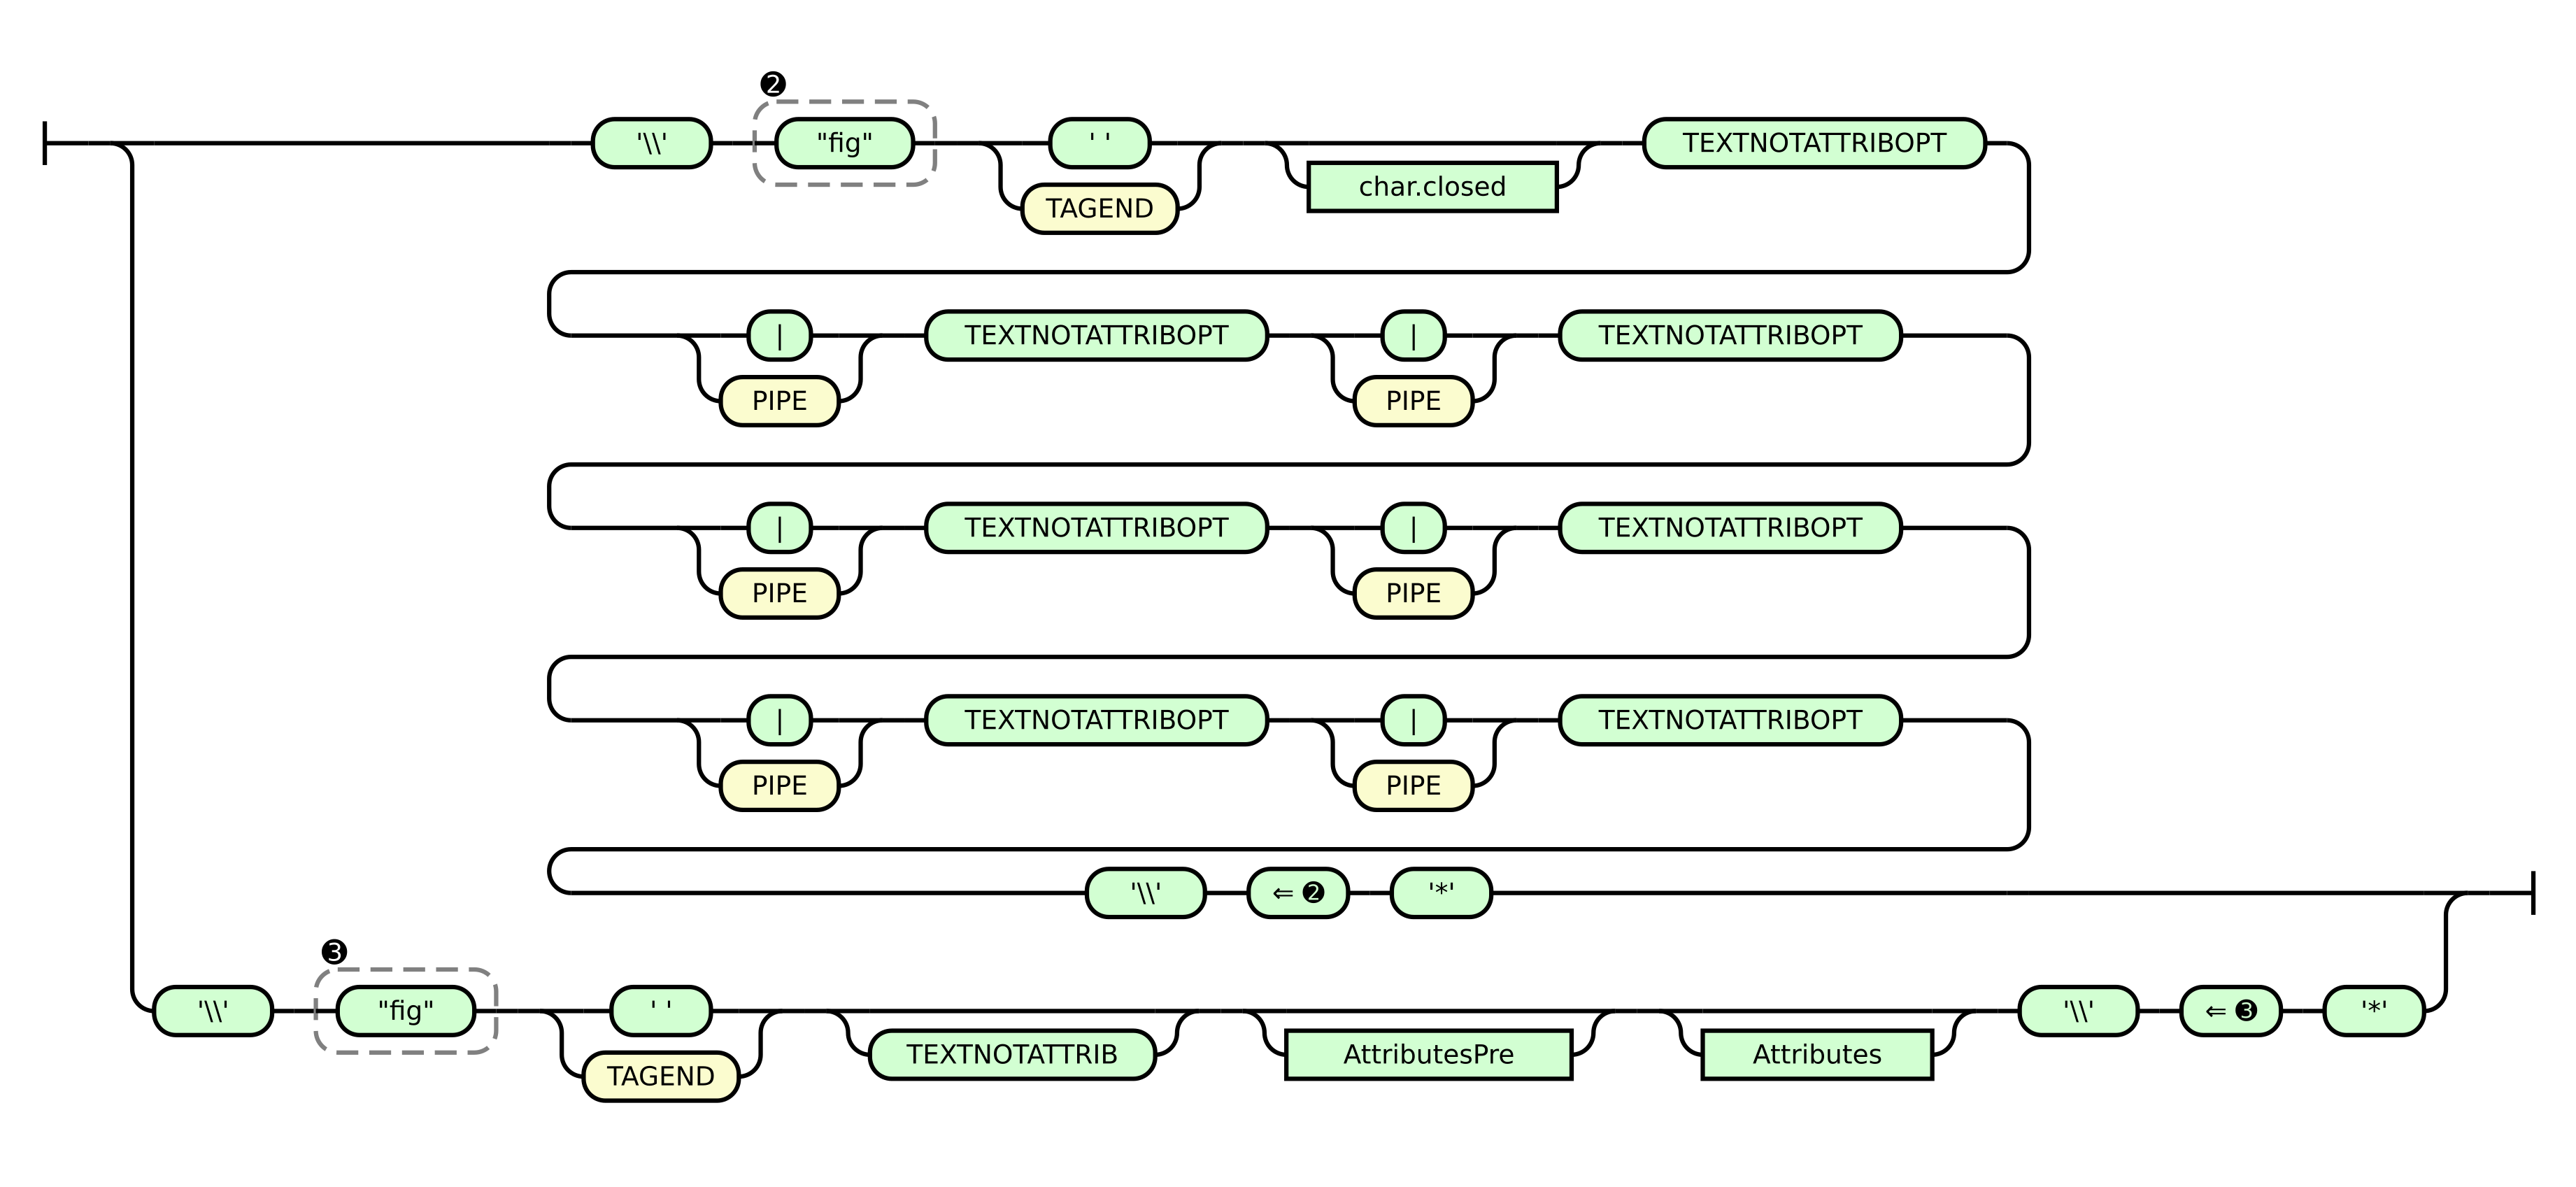 ❷
'\\' "fig" ' ' TEXTNOTATTRIBOPT
char.closed
TAGEND
| TEXTNOTATTRIBOPT | TEXTNOTATTRIBOPT
PIPE PIPE
| TEXTNOTATTRIBOPT | TEXTNOTATTRIBOPT
PIPE PIPE
| TEXTNOTATTRIBOPT | TEXTNOTATTRIBOPT
PIPE PIPE
'\\' ⇐ ❷ '*'
❸
'\\' "fig" ' ' '\\' ⇐ ❸ '*'
TEXTNOTATTRIB AttributesPre Attributes
TAGEND